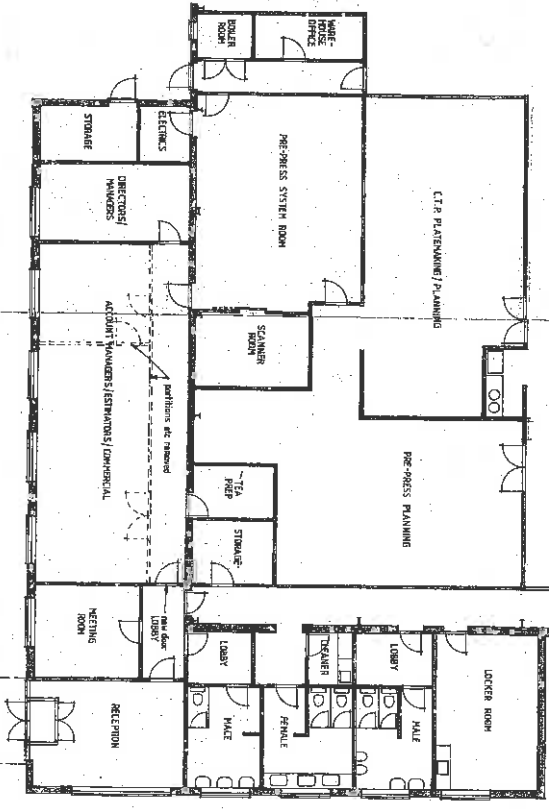 WARE-
HOUSE
OFFICE
BOILER
ROOM
ELECTRICS
STORAGE
PRE-PRESS SYSTEM ROOM
C.T.P. PLATEMAKING/PLANNING
DIRECTORS/
MANAGERS
SCANNER
ROOM
ACCOUNT MANAGERS/ESTIMATORS/COMMERCIAL
partitions etc removed
PRE-PRESS PLANNING
TEA
PREP
STORAGE
new door
LOBBY
MEETING
ROOM
LOBBY
CLEANER
LOBBY
LOCKER ROOM
RECEPTION
MALE
FEMALE
MALE